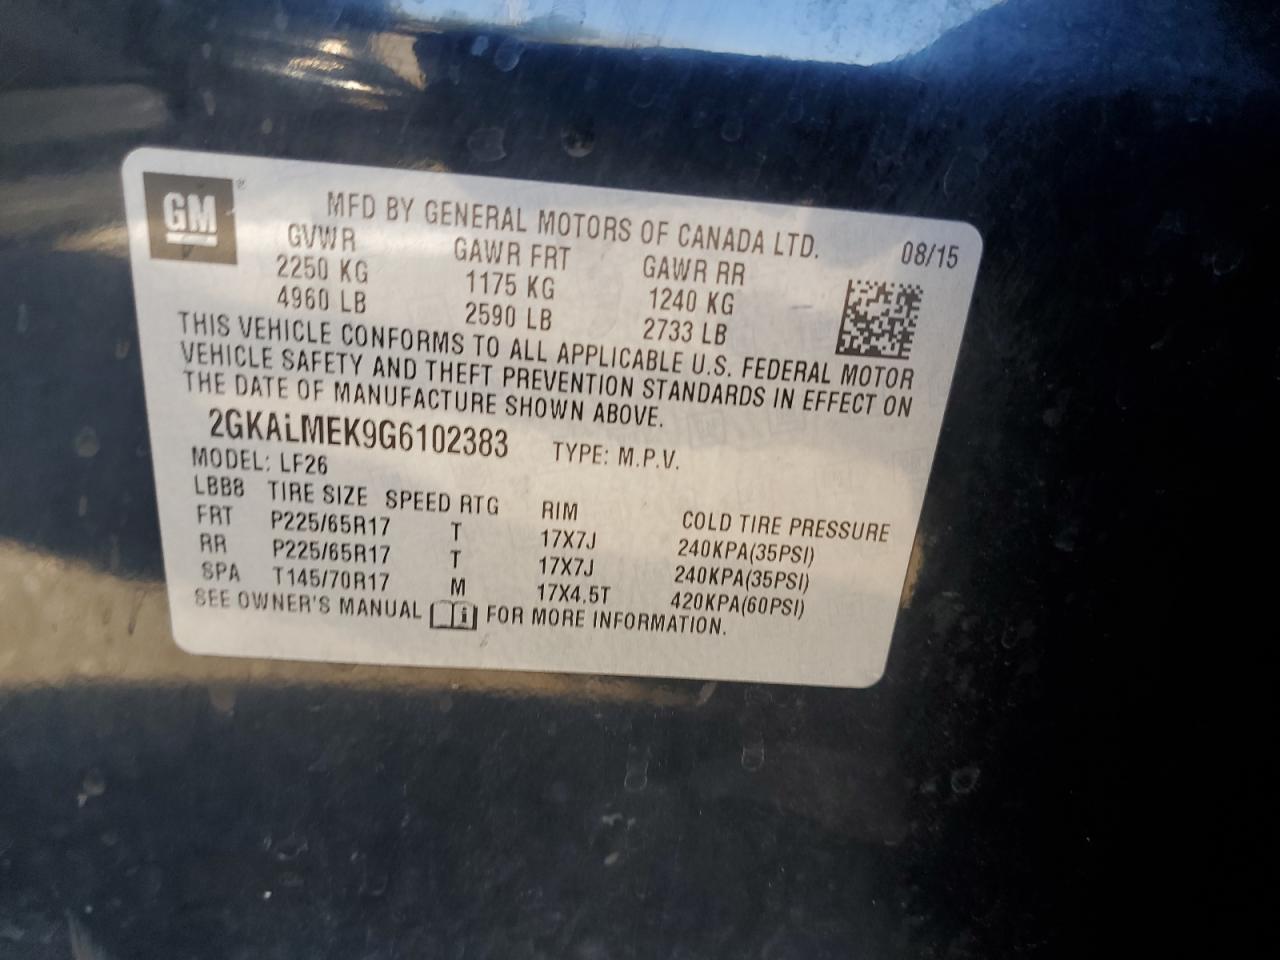 GM
MFD BY GENERAL MOTORS OF CANADA LTD. 08/15
GVWR GAWR FRT GAWR RR
2250 KG 1175 KG 1240 KG
4960 LB 2590 LB 2733 LB
THIS VEHICLE CONFORMS TO ALL APPLICABLE U.S. FEDERAL MOTOR
VEHICLE SAFETY AND THEFT PREVENTION STANDARDS IN EFFECT ON
THE DATE OF MANUFACTURE SHOWN ABOVE.
2GKALMEK9G6102383 TYPE: M.P.V.
MODEL: LF26
LBB8 TIRE SIZE SPEED RTG RIM COLD TIRE PRESSURE
FRT P225/65R17 T 17X7J 240KPA(35PSI)
RR P225/65R17 T 17X7J 240KPA(35PSI)
SPA T145/70R17 M 17X4.5T 420KPA(60PSI)
SEE OWNER'S MANUAL i FOR MORE INFORMATION.